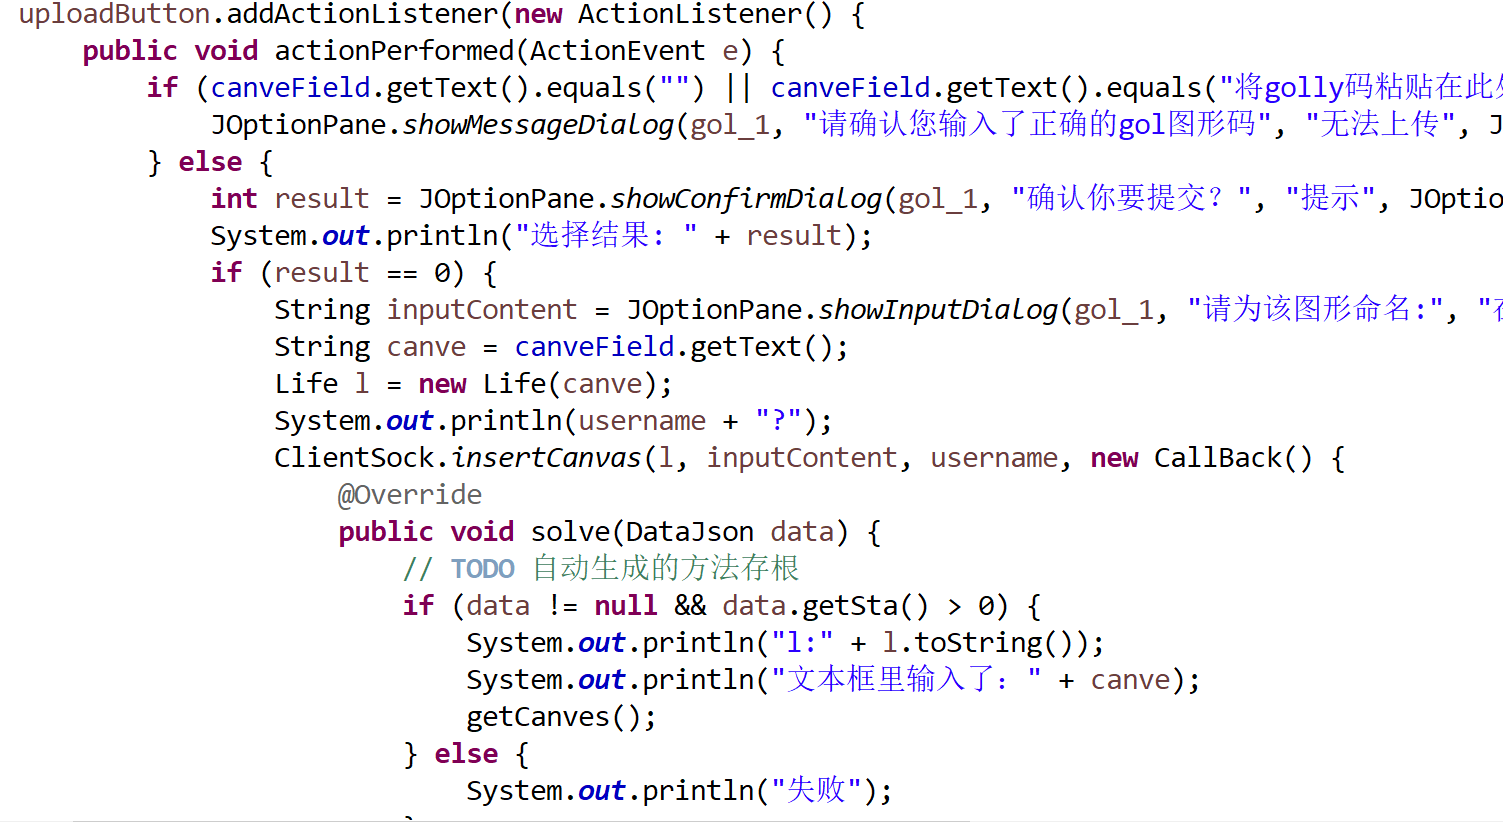 uploadButton.addActionListener(new ActionListener() {
public void actionPerformed(ActionEvent e) {
if (canveField.getText().equals("") || canveField.getText().equals("将golly码粘贴在此
JOptionPane.showMessageDialog(gol_1, "请确认您输入了正确的gol图形码", "无法上传", J
} else {
int result = JOptionPane.showConfirmDialog(gol_1, "确认你要提交？", "提示", JOptio
System.out.println("选择结果：" + result);
if (result == 0) {
String inputContent = JOptionPane.showInputDialog(gol_1, "请为该图形命名:", "
String canve = canveField.getText();
Life l = new Life(canve);
System.out.println(username + "?");
ClientSock.insertCanvas(l, inputContent, username, new CallBack() {
@Override
public void solve(DataJson data) {
// TODO 自动生成的方法存根
if (data != null && data.getSta() > 0) {
System.out.println("l:" + l.toString());
System.out.println("文本框里输入了：" + canve);
getCanves();
} else {
System.out.println("失败");